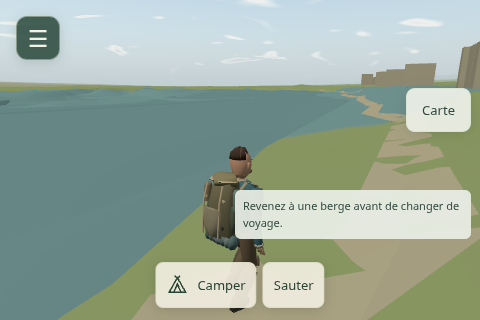 Carte
Revenez à une berge avant de changer de
voyage.
Camper
Sauter